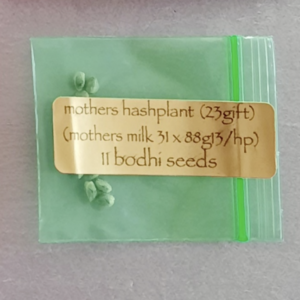 mothers hashplant (23gift)
(mothers milk 31 x 88g13/hp)
11 bodhi seeds